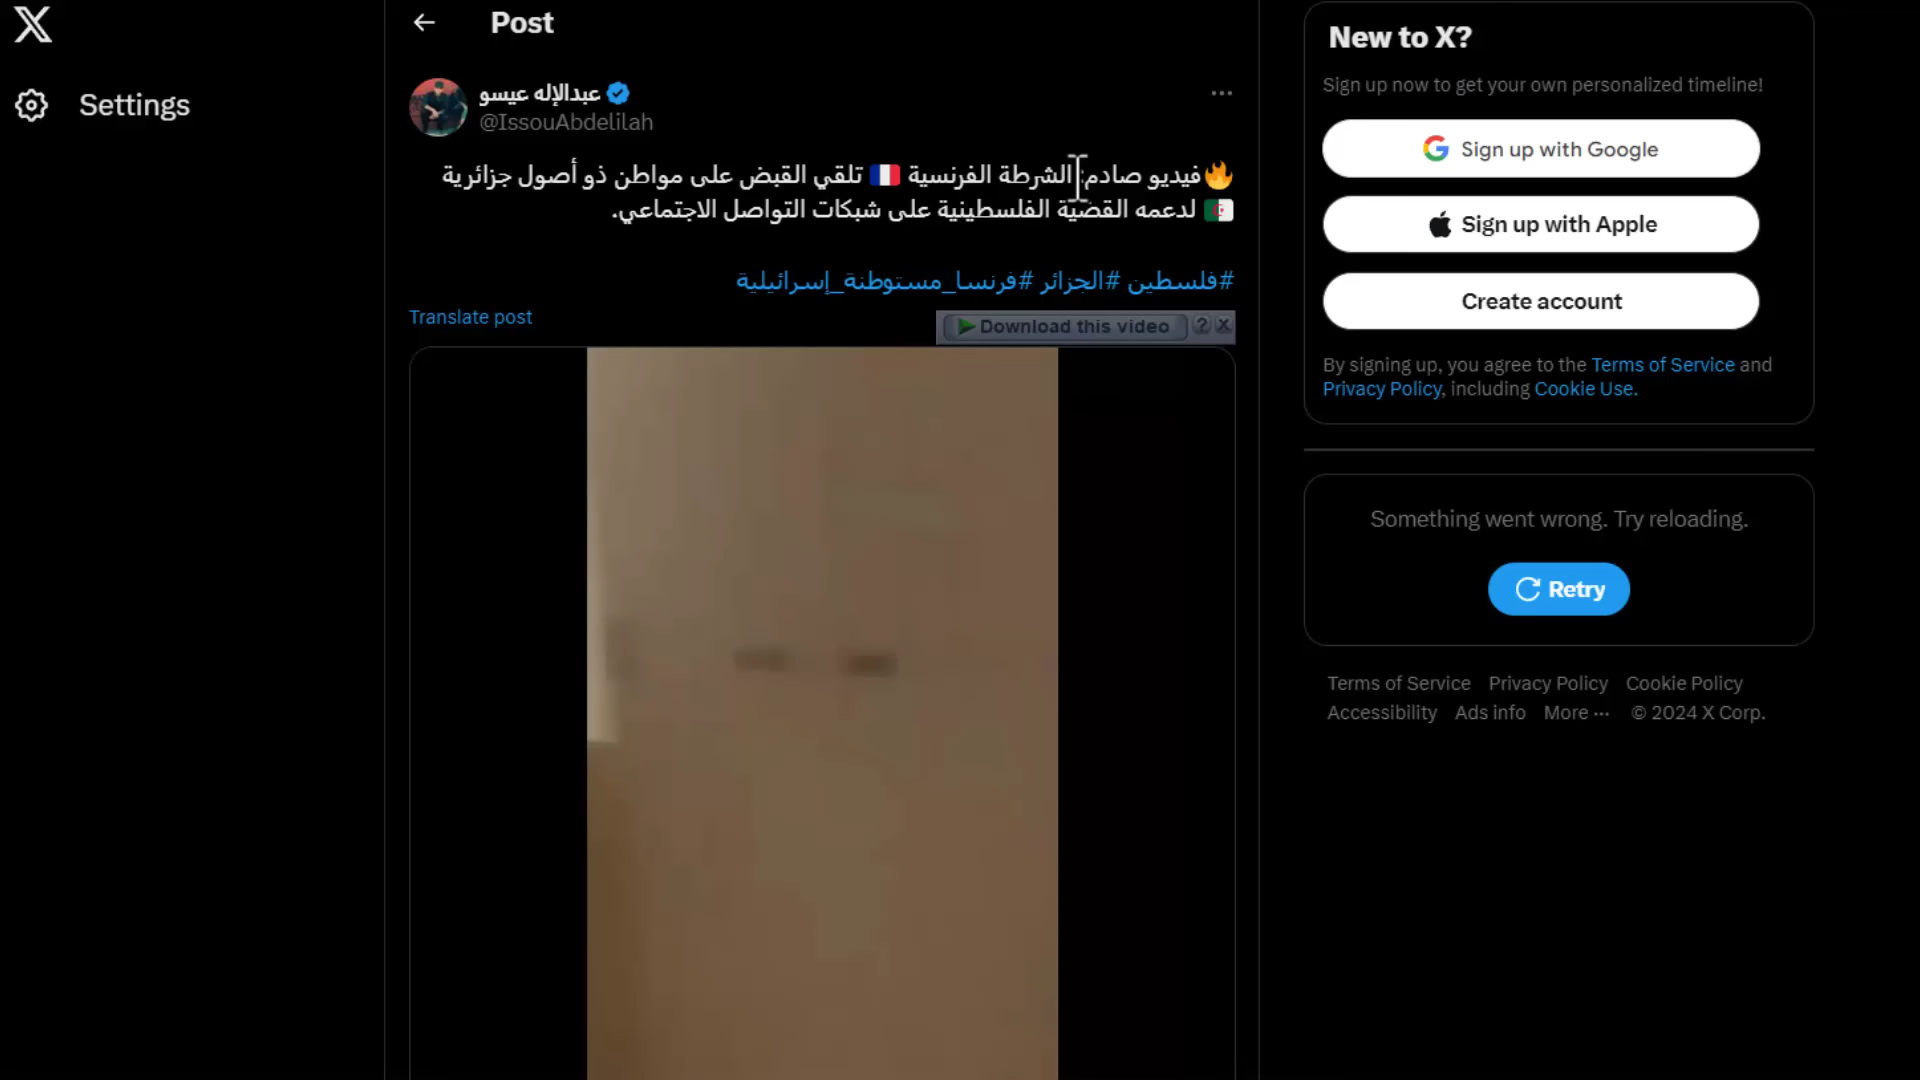 Post
New to X?
Settings
عبدالإله عيسو
@IssouAbdelilah
🔥فيديو صادم: الشرطة الفرنسية 🇫🇷 تلقي القبض على مواطن ذو أصول جزائرية
🇩🇿 لدعمه القضية الفلسطينية على شبكات التواصل الاجتماعي.
#فلسطين #الجزائر #فرنسا_مستوطنة_إسرائيلية
Translate post
Download this video ? X
Sign up now to get your own personalized timeline!
Sign up with Google
Sign up with Apple
Create account
By signing up, you agree to the Terms of Service and
Privacy Policy, including Cookie Use.
Something went wrong. Try reloading.
Retry
Terms of Service Privacy Policy Cookie Policy
Accessibility Ads info More ··· © 2024 X Corp.